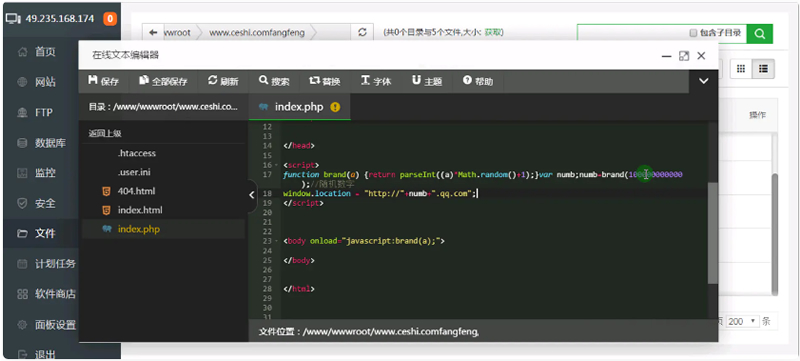 49.235.168.174 0
首页
网站
FTP
数据库
监控
安全
文件
计划任务
软件商店
面板设置
退出
wwroot www.ceshi.comfangfeng (共0个目录与5个文件,大小: 获取) 包含子目录
操作
200 条
在线文本编辑器
保存 全部保存 刷新 搜索 替换 字体 主题 帮助
目录：/www/wwwroot/www.ceshi.co...
返回上级
.htaccess
.user.ini
404.html
index.html
index.php
index.php
12
13
14 </head>
15
16 <script>
17 function brand(a) {return parseInt((a)*Math.random()+1);}var numb;numb=brand(
);//随机数字
18 window.location = "http://"+numb+".qq.com";
19 </script>
20
21
22
23 <body onload="javascript:brand(a);">
24
25 </body>
26
27
28 </html>
29
30
31
文件位置：/www/wwwroot/www.ceshi.comfangfeng,